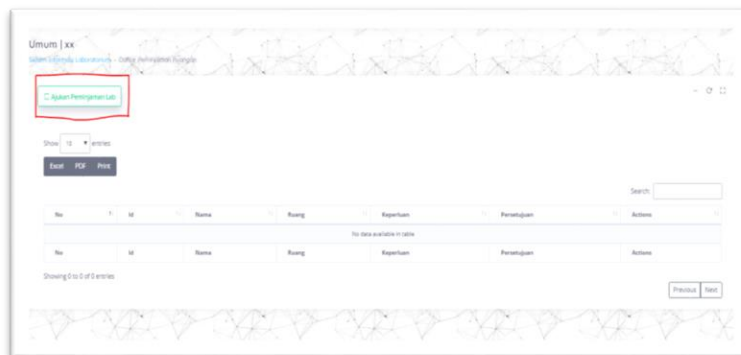 Umum | xx
Sistem Informasi Laboratorium - Daftar Peminjaman Ruangan
Ajukan Peminjaman Lab
Show 10 entries
Excel PDF Print
Search:
No Id Nama Ruang Keperluan Persetujuan Actions
No data available in table
No Id Nama Ruang Keperluan Persetujuan Actions
Showing 0 to 0 of 0 entries
Previous Next